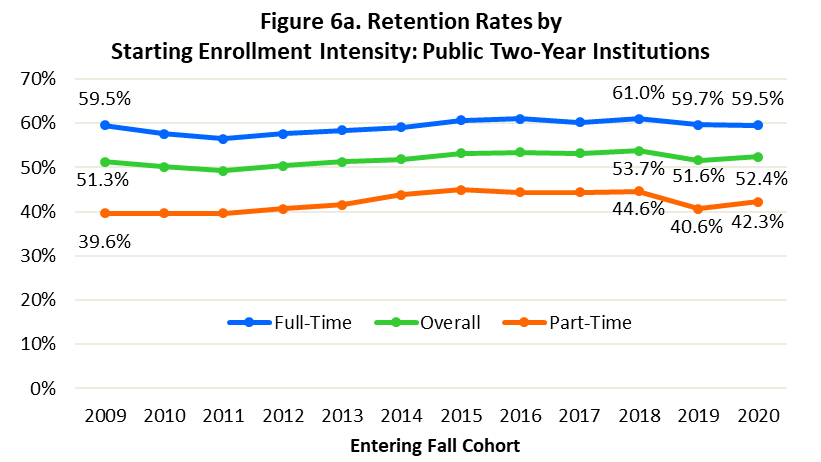 Figure 6a. Retention Rates by
Starting Enrollment Intensity: Public Two-Year Institutions
70%
60%
50%
40%
30%
20%
10%
0%
59.5% 61.0% 59.7% 59.5%
51.3% 53.7% 51.6% 52.4%
39.6% 44.6% 40.6% 42.3%
Full-Time Overall Part-Time
2009 2010 2011 2012 2013 2014 2015 2016 2017 2018 2019 2020
Entering Fall Cohort